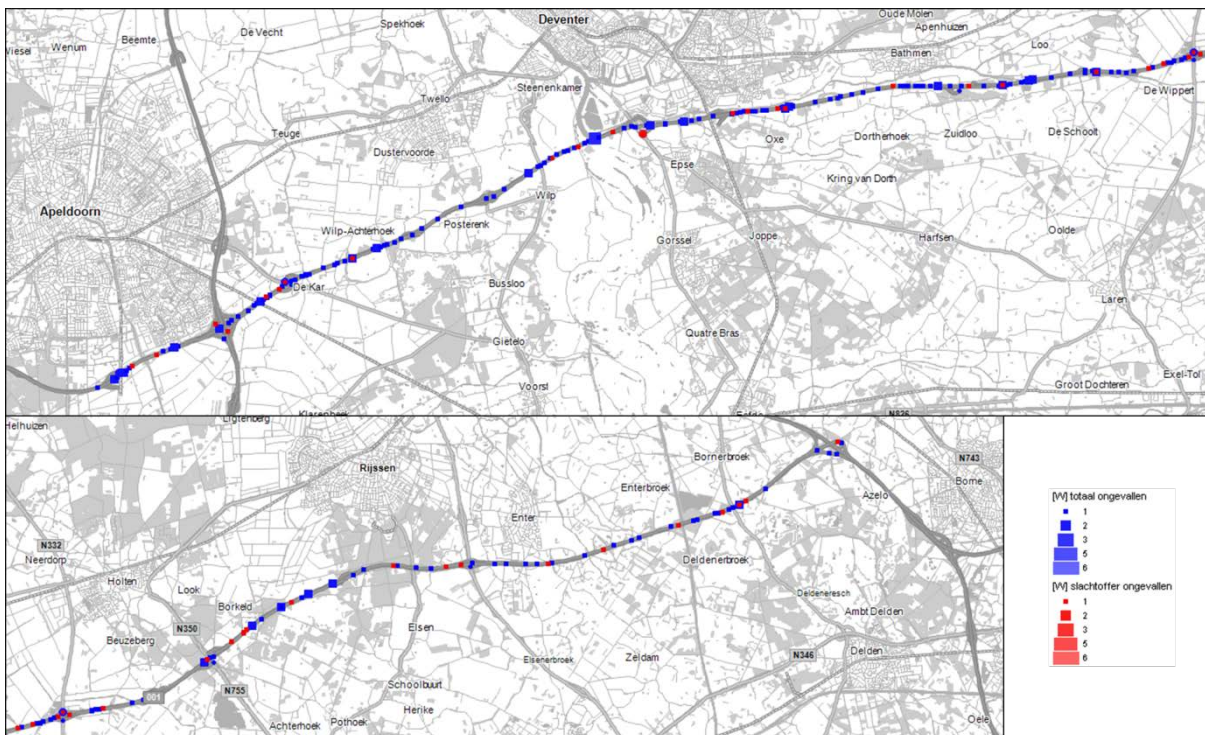 Deventer
Oude Molen
Apenhuizen
Spekhoek
De Vecht
Beemte
Wenum
Wiesel
Bathmen
Loo
De Wippert
Steenenkamer
Twello
Teuge
Dustervoorde
Oxe
Dortherhoek
Zuidloo
De Schoolt
Epse
Kring van Dorth
Wilp
Apeldoorn
Posterenk
Wilp-Achterhoek
Gorssel
Joppe
Harfsen
Oolde
De Kar
Bussloo
Laren
Quatre Bras
Gietelo
Voorst
Exel-Tol
Groot Dochteren
Klarenbeek
N826
Helhuizen
Ligtenberg
Rijssen
Bornerbroek
N743
Borne
Enterbroek
Azelo
Enter
N332
Neerdorp
Holten
Look
Deldenerbroek
Borkeld
Deldeneresch
Ambt Delden
Beuzeberg
N350
Elsen
Elsenerbroek
Zeldam
N346
Delden
001
N755
Schoolbuurt
Herike
Achterhoek
Pothoek
Oele
[VV] totaal ongevallen
1
2
3
5
6
[VV] slachtoffer ongevallen
1
2
3
5
6